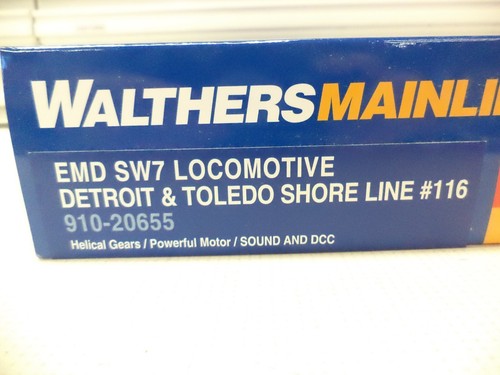 WALTHERSMAINLI
EMD SW7 LOCOMOTIVE
DETROIT & TOLEDO SHORE LINE #116
910-20655
Helical Gears / Powerful Motor / SOUND AND DCC